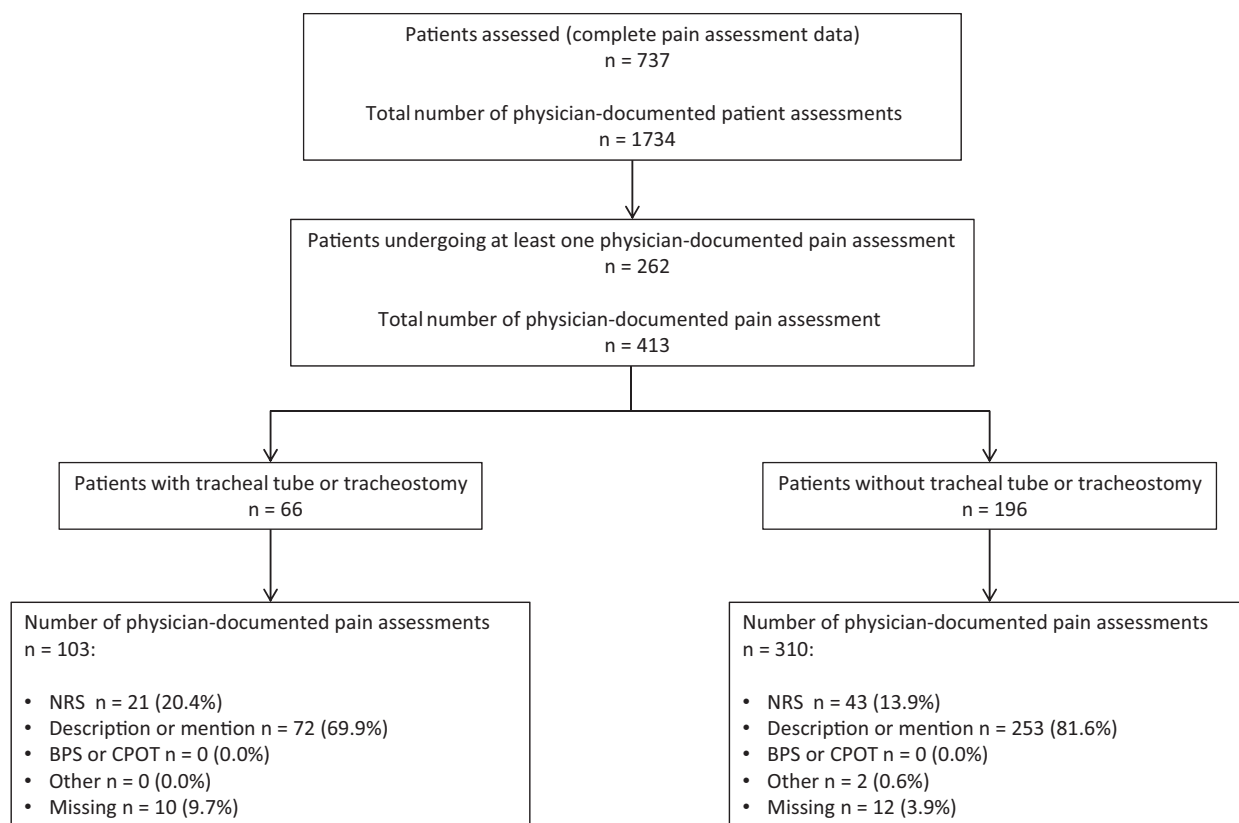 Patients assessed (complete pain assessment data)
n = 737
Total number of physician-documented patient assessments
n = 1734
Patients undergoing at least one physician-documented pain assessment
n = 262
Total number of physician-documented pain assessment
n = 413
Patients with tracheal tube or tracheostomy
n = 66
Patients without tracheal tube or tracheostomy
n = 196
Number of physician-documented pain assessments
n = 103:
• NRS n = 21 (20.4%)
• Description or mention n = 72 (69.9%)
• BPS or CPOT n = 0 (0.0%)
• Other n = 0 (0.0%)
• Missing n = 10 (9.7%)
Number of physician-documented pain assessments
n = 310:
• NRS n = 43 (13.9%)
• Description or mention n = 253 (81.6%)
• BPS or CPOT n = 0 (0.0%)
• Other n = 2 (0.6%)
• Missing n = 12 (3.9%)